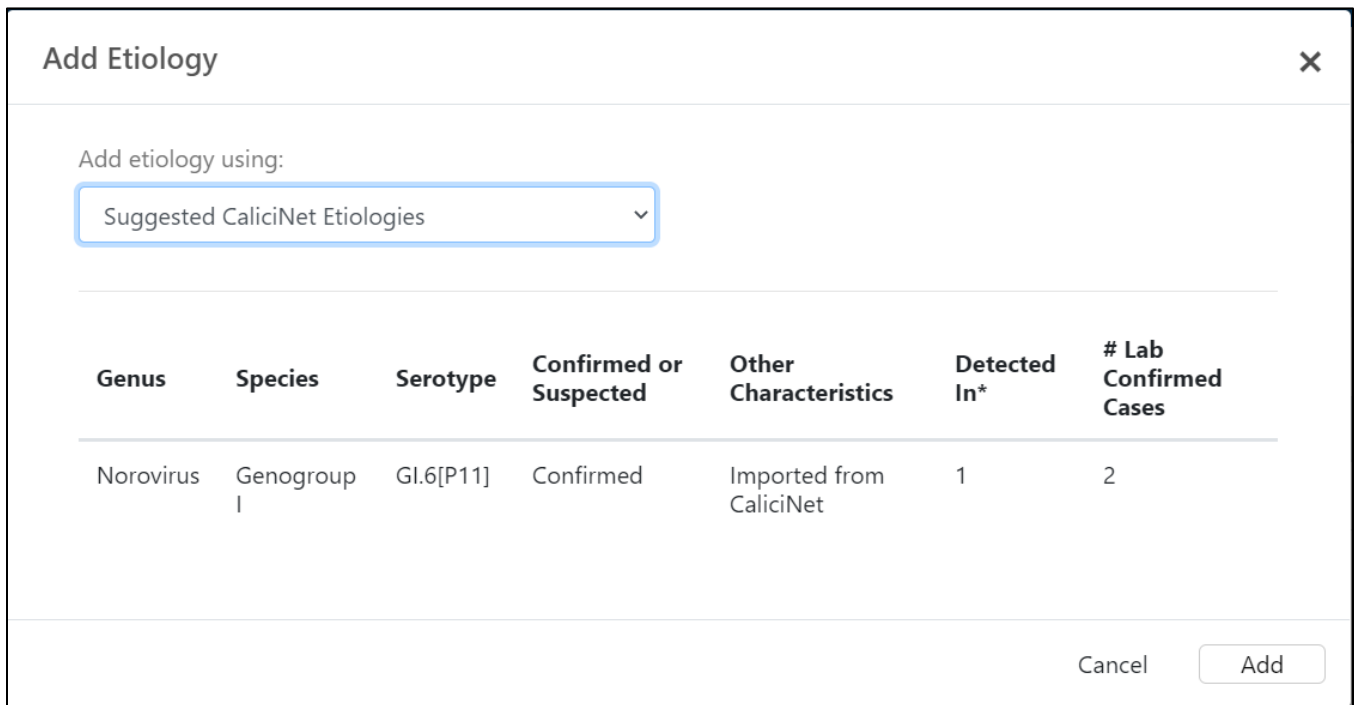 Add Etiology ×
Add etiology using:
Suggested CaliciNet Etiologies
Genus Species Serotype Confirmed or Suspected Other Characteristics Detected In* # Lab Confirmed Cases
Norovirus Genogroup I GI.6[P11] Confirmed Imported from CaliciNet 1 2
Cancel Add